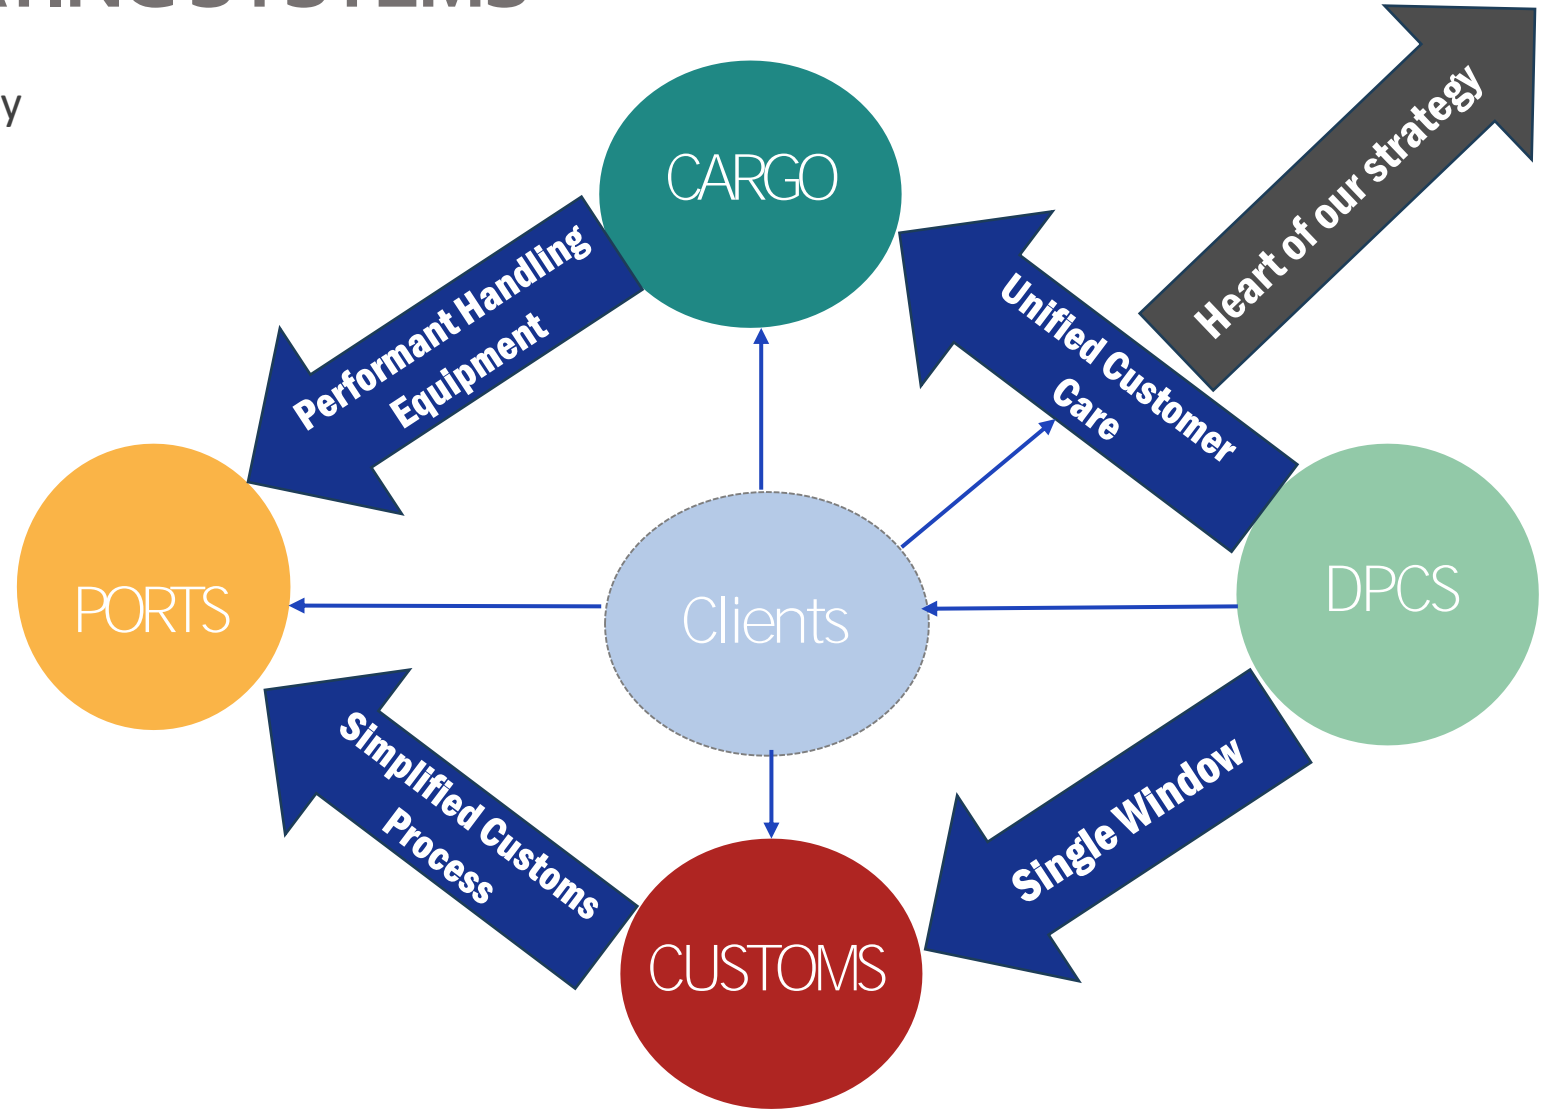 SYSTEMS
y
CARGO
Heart of our strategy
Performant Handling
Equipment
Unified Customer
Care
PORTS
Clients
DPCS
Simplified Customs
Process
Single Window
CUSTOMS